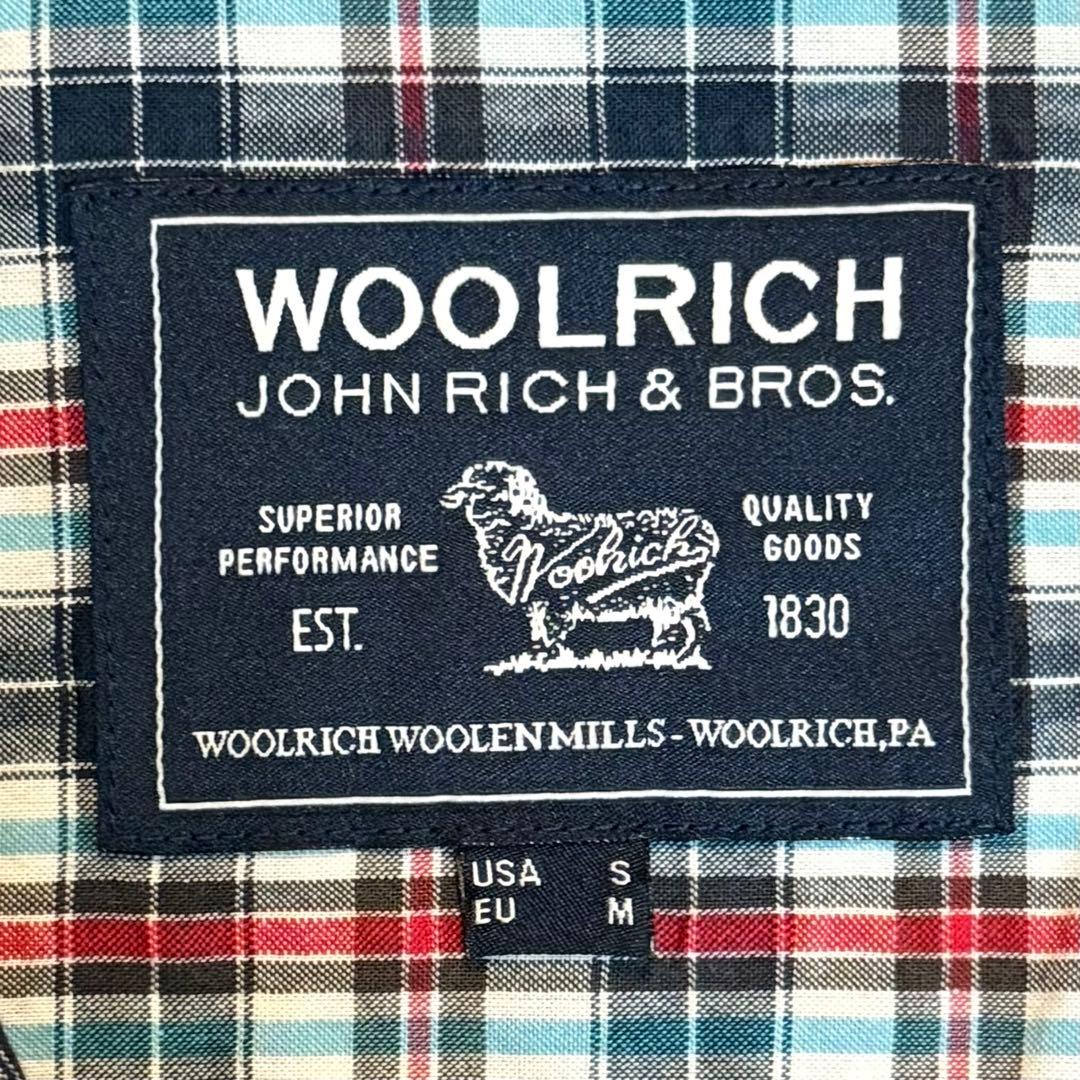 WOOLRICH
JOHN RICH & BROS.
SUPERIOR
PERFORMANCE
EST.
Woolrich
QUALITY
GOODS
1830
WOOLRICH WOOLEN MILLS - WOOLRICH, PA
USA S
EU M